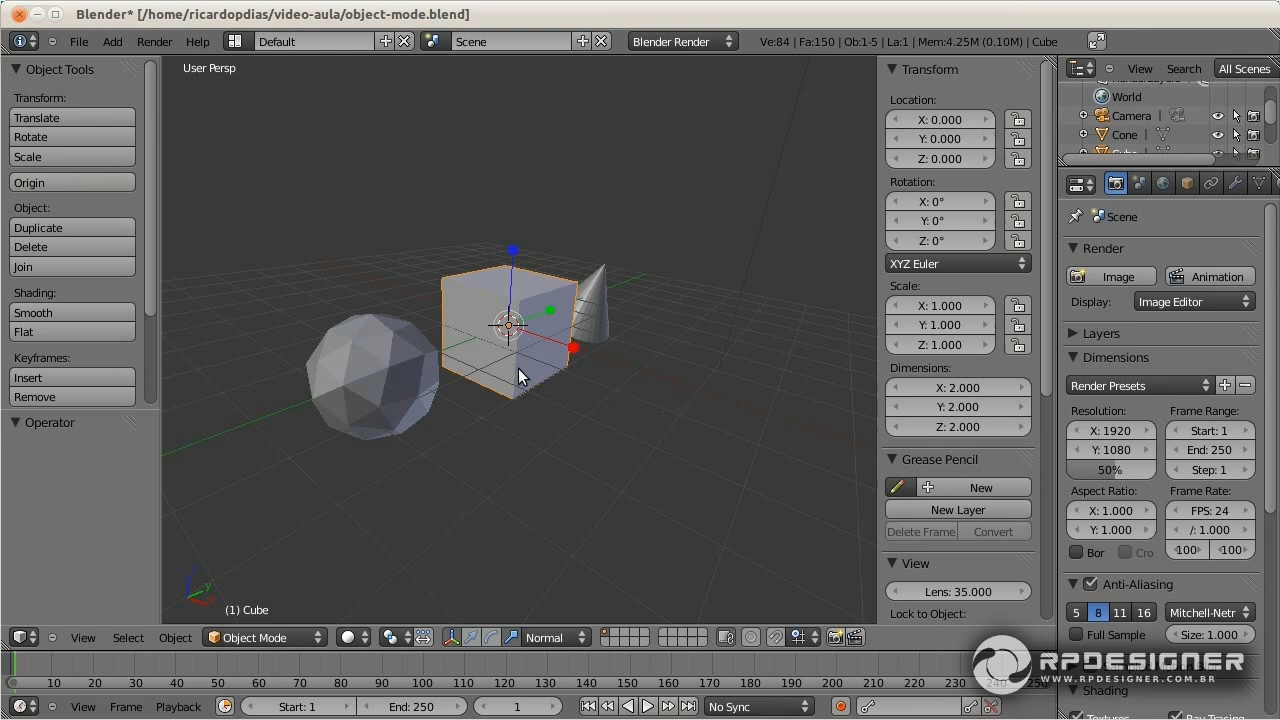 Blender* [/home/ricardopdias/video-aula/object-mode.blend]
File Add Render Help Default Scene Blender Render Ve:84 | Fa:150 | Ob:1-5 | La:1 | Mem:4.25M (0.10M) | Cube
Object Tools
Transform:
Translate
Rotate
Scale
Origin
Object:
Duplicate
Delete
Join
Shading:
Smooth
Flat
Keyframes:
Insert
Remove
Operator
User Persp
(1) Cube
Transform
Location:
X: 0.000
Y: 0.000
Z: 0.000
Rotation:
X: 0°
Y: 0°
Z: 0°
XYZ Euler
Scale:
X: 1.000
Y: 1.000
Z: 1.000
Dimensions:
X: 2.000
Y: 2.000
Z: 2.000
Grease Pencil
New
New Layer
Delete Frame Convert
View
Lens: 35.000
Lock to Object:
View Search All Scenes
World
Camera
Cone
Scene
Render
Image Animation
Display: Image Editor
Layers
Dimensions
Render Presets
Resolution: Frame Range:
X: 1920 Start: 1
Y: 1080 End: 250
50% Step: 1
Aspect Ratio: Frame Rate:
X: 1.000 FPS: 24
Y: 1.000 /: 1.000
Bor Cro 100 100
Anti-Aliasing
5 8 11 16 Mitchell-Netr
Full Sample Size: 1.000
Shading
View Select Object Object Mode Normal
10 20 30 40 50 60 70 80 90 100 110 120 130 140 150 160 170 180 190 200 210 220 230 240 250
View Frame Playback Start: 1 End: 250 1 No Sync
RPDESIGNER
WWW.RPDESIGNER.COM.BR